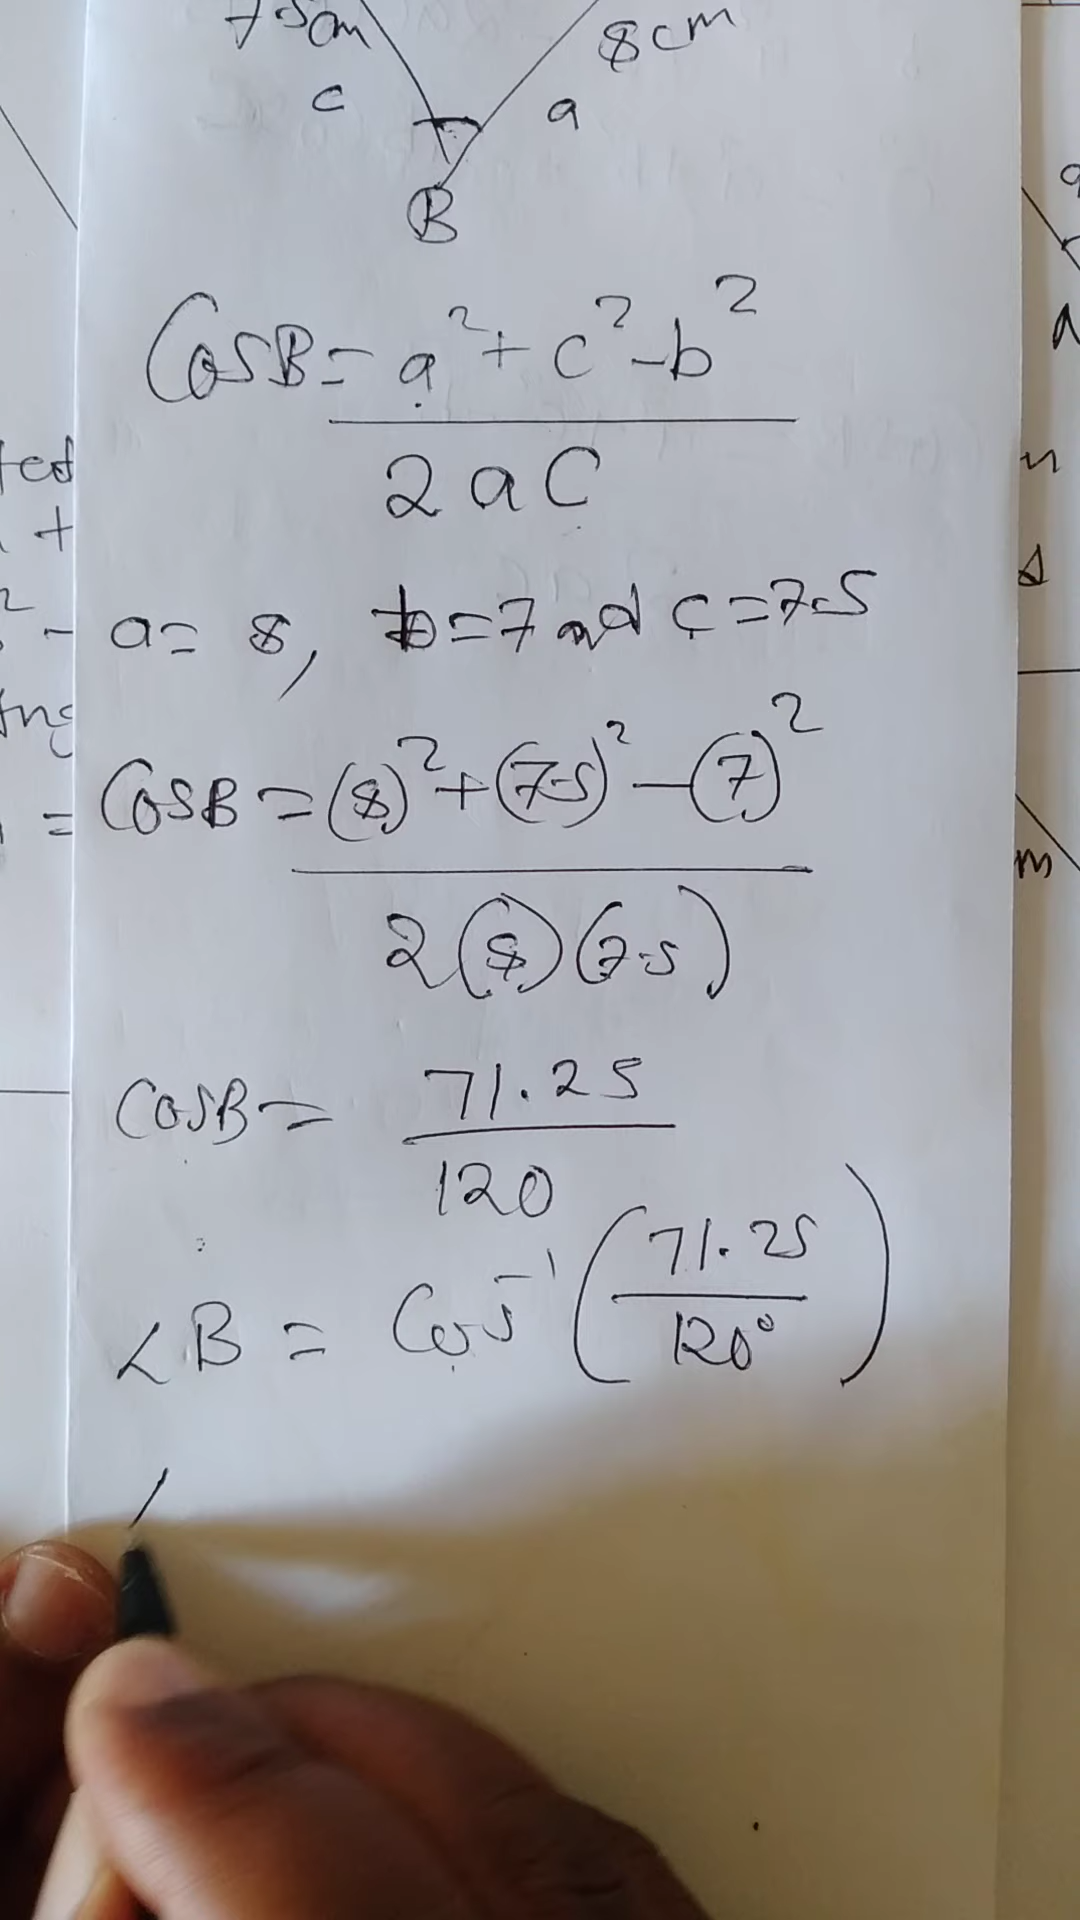 7.5cm 8cm
c a
B
CosB = a² + c² - b²
2ac
a = 8, b = 7 and c = 7.5
CosB = (8)² + (7.5)² - (7)²
2(8)(7.5)
CosB = 71.25
120
∠B = Cos⁻¹ (71.25
120°)